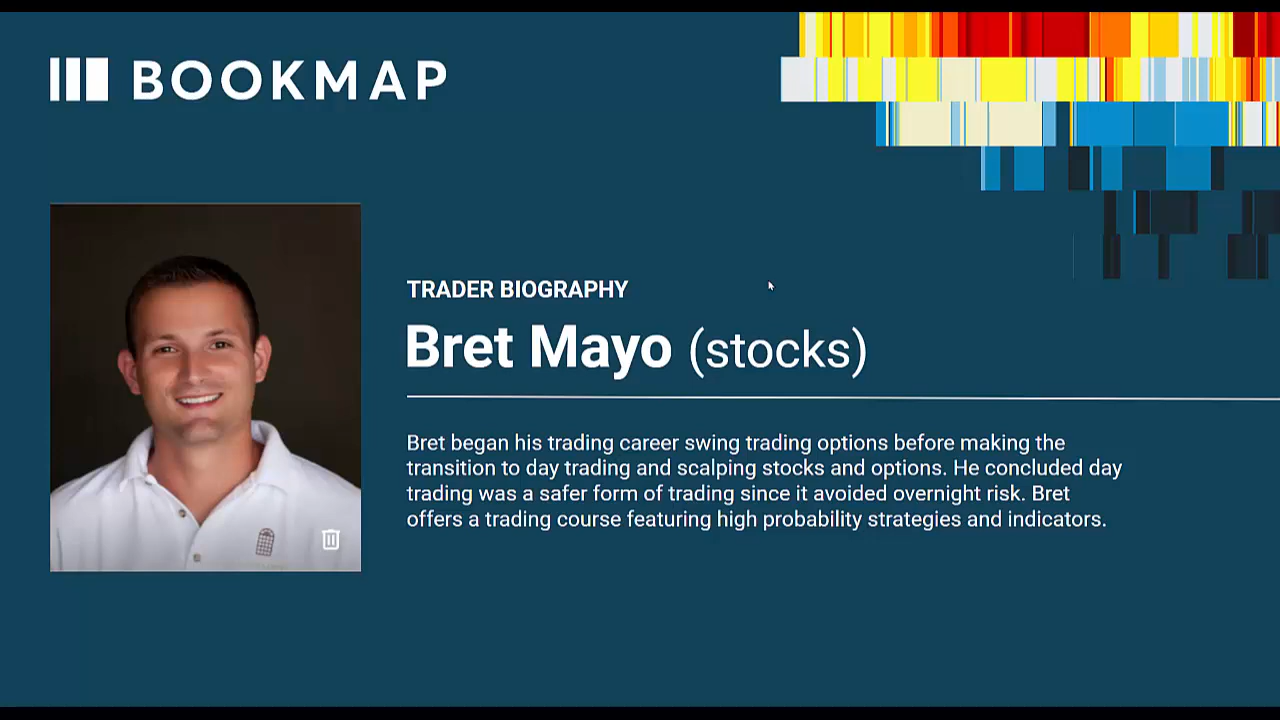 BOOKMAP
TRADER BIOGRAPHY
Bret Mayo (stocks)
Bret began his trading career swing trading options before making the
transition to day trading and scalping stocks and options. He concluded day
trading was a safer form of trading since it avoided overnight risk. Bret
offers a trading course featuring high probability strategies and indicators.